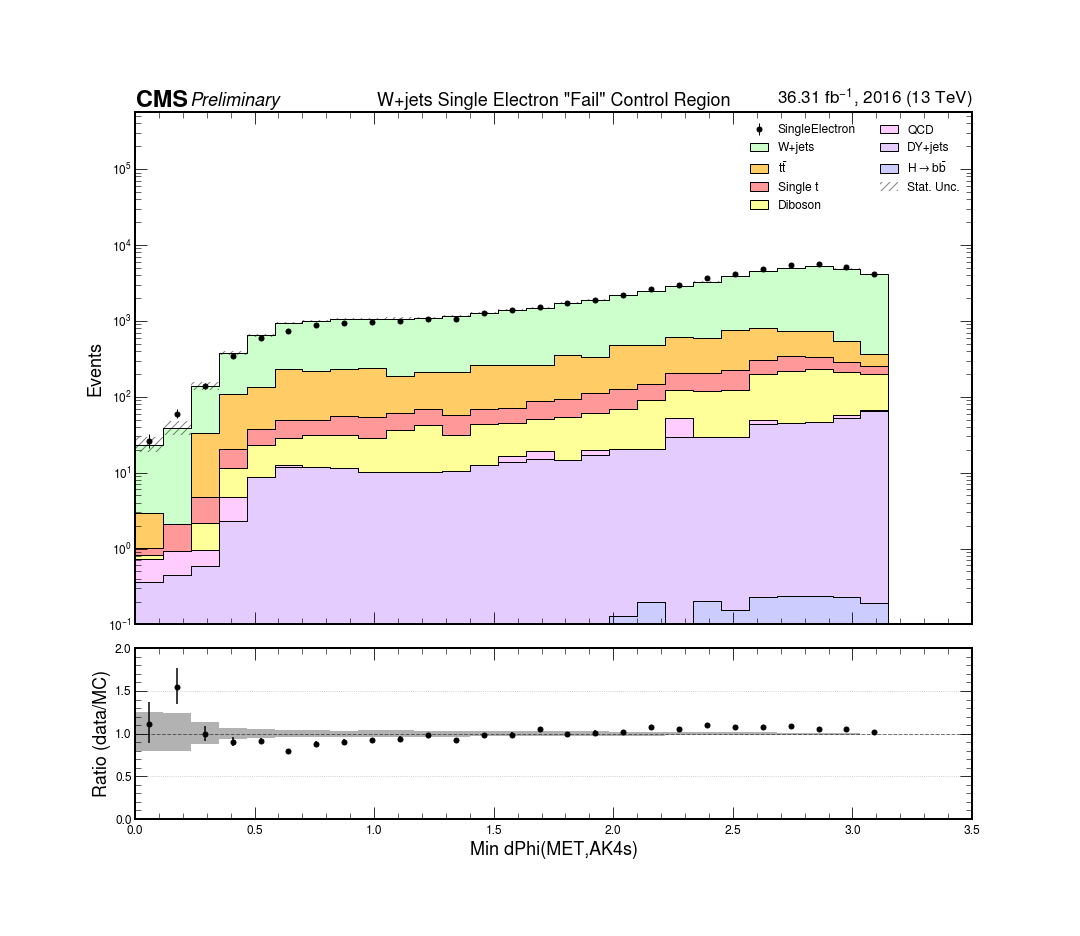 CMS Preliminary W+jets Single Electron "Fail" Control Region 36.31 fb⁻¹, 2016 (13 TeV)
SingleElectron QCD
W+jets DY+jets
tt̄ H→bb̄
Single t Stat. Unc.
Diboson
10⁵
10⁴
10³
10²
10¹
10⁰
10⁻¹
Events
2.0
1.5
1.0
0.5
0.0
Ratio (data/MC)
0.0 0.5 1.0 1.5 2.0 2.5 3.0 3.5
Min dPhi(MET,AK4s)